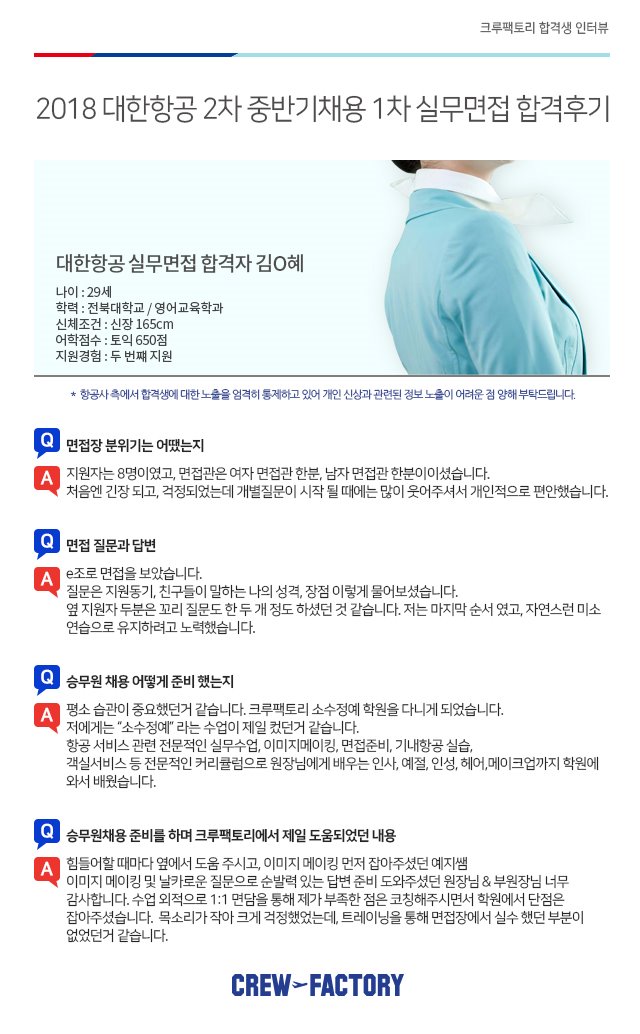 크루팩토리 합격생 인터뷰
2018 대한항공 2차 중반기채용 1차 실무면접 합격후기
대한항공 실무면접 합격자 김O혜
나이 : 29세
학력 : 전북대학교 / 영어교육학과
신체조건 : 신장 165cm
어학점수 : 토익 650점
지원경험 : 두 번째 지원
* 항공사 측에서 합격생에 대한 노출을 엄격히 통제하고 있어 개인 신상과 관련된 정보 노출이 어려운 점 양해 부탁드립니다.
Q 면접장 분위기는 어땠는지
A 지원자는 8명이였고, 면접관은 여자 면접관 한분, 남자 면접관 한분이이셨습니다.
처음엔 긴장 되고, 걱정되었는데 개별질문이 시작 될 때에는 많이 웃어주셔서 개인적으로 편안했습니다.
Q 면접 질문과 답변
A e조로 면접을 보았습니다.
질문은 지원동기, 친구들이 말하는 나의 성격, 장점 이렇게 물어보셨습니다.
옆 지원자 두분은 꼬리 질문도 한 두 개 정도 하셨던 것 같습니다. 저는 마지막 순서 였고, 자연스런 미소
연습으로 유지하려고 노력했습니다.
Q 승무원 채용 어떻게 준비 했는지
A 평소 습관이 중요했던거 같습니다. 크루팩토리 소수정예 학원을 다니게 되었습니다.
저에게는 “소수정예” 라는 수업이 제일 컸던거 같습니다.
항공 서비스 관련 전문적인 실무수업, 이미지메이킹, 면접준비, 기내항공 실습,
객실서비스 등 전문적인 커리큘럼으로 원장님에게 배우는 인사, 예절, 인성, 헤어,메이크업까지 학원에
와서 배웠습니다.
Q 승무원채용 준비를 하며 크루팩토리에서 제일 도움되었던 내용
A 힘들어할 때마다 옆에서 도움 주시고, 이미지 메이킹 먼저 잡아주셨던 예지쌤
이미지 메이킹 및 날카로운 질문으로 순발력 있는 답변 준비 도와주셨던 원장님 & 부원장님 너무
감사합니다. 수업 외적으로 1:1 면담을 통해 제가 부족한 점은 코칭해주시면서 학원에서 단점은
잡아주셨습니다. 목소리가 작아 크게 걱정했었는데, 트레이닝을 통해 면접장에서 실수 했던 부분이
없었던거 같습니다.
CREW FACTORY